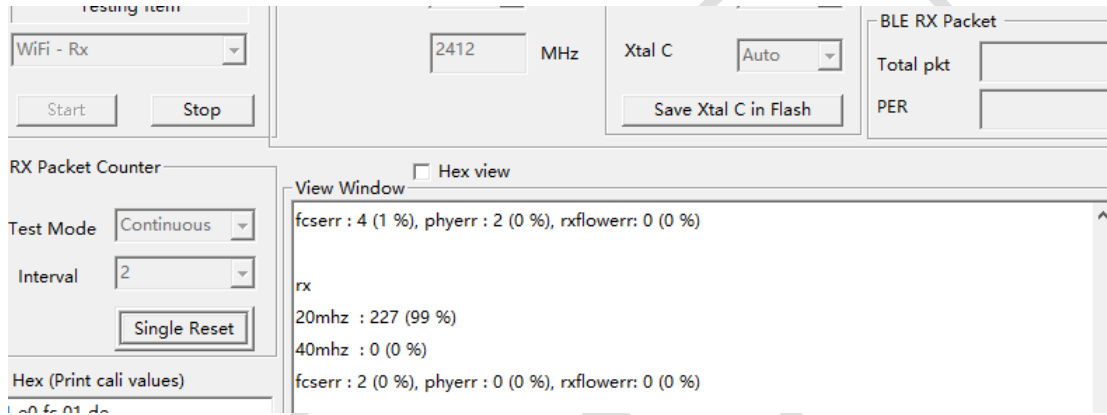 Testing Item
WiFi - Rx
Start
Stop
2412
MHz
Xtal C
Auto
Save Xtal C in Flash
BLE RX Packet
Total pkt
PER
RX Packet Counter
Test Mode
Continuous
Interval
2
Single Reset
Hex (Print cali values)
Hex view
View Window
fcserr : 4 (1 %), phyerr : 2 (0 %), rxflowerr: 0 (0 %)
rx
20mhz : 227 (99 %)
40mhz : 0 (0 %)
fcserr : 2 (0 %), phyerr : 0 (0 %), rxflowerr: 0 (0 %)